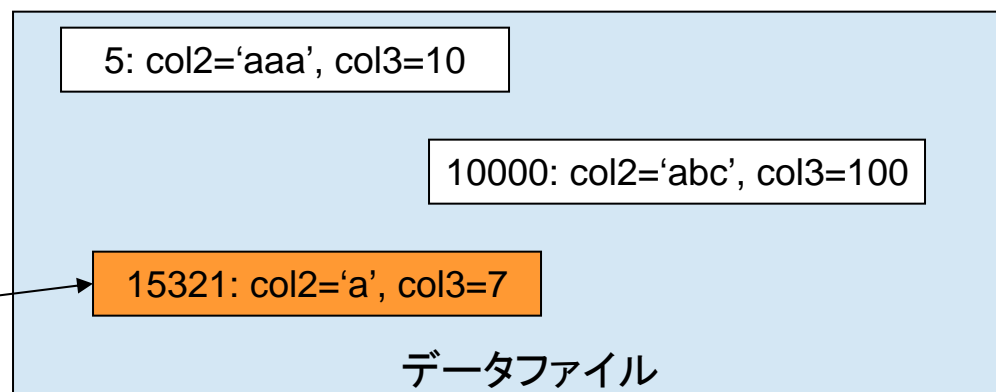 5: col2=‘aaa’, col3=10
10000: col2=‘abc’, col3=100
15321: col2=‘a’, col3=7
データファイル